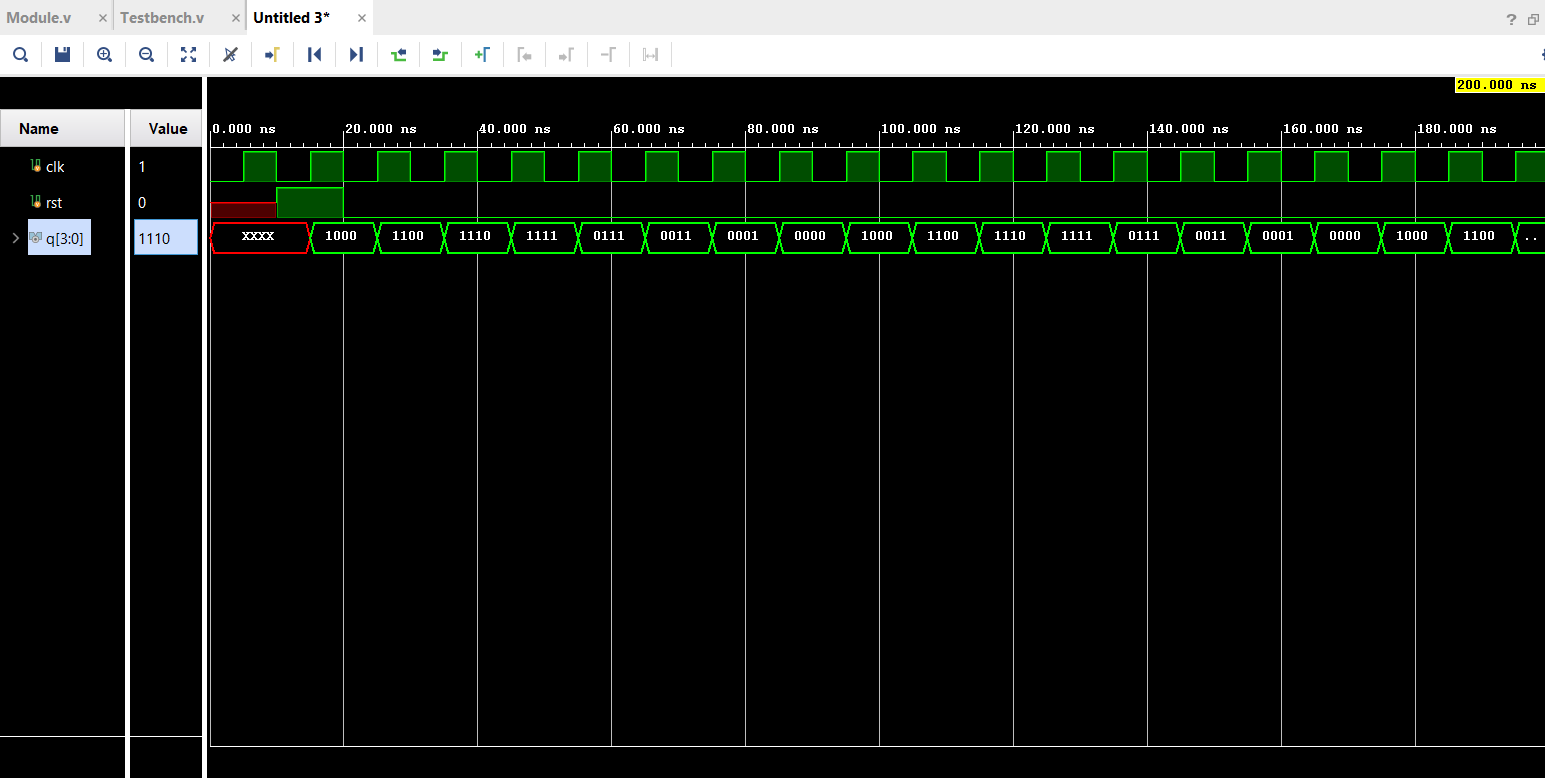 Module.v × Testbench.v × Untitled 3* × ?
200.000 ns
Name Value 0.000 ns 20.000 ns 40.000 ns 60.000 ns 80.000 ns 100.000 ns 120.000 ns 140.000 ns 160.000 ns 180.000 ns
clk 1
rst 0
q[3:0] 1110 XXXX 1000 1100 1110 1111 0111 0011 0001 0000 1000 1100 1110 1111 0111 0011 0001 0000 1000 1100 ..